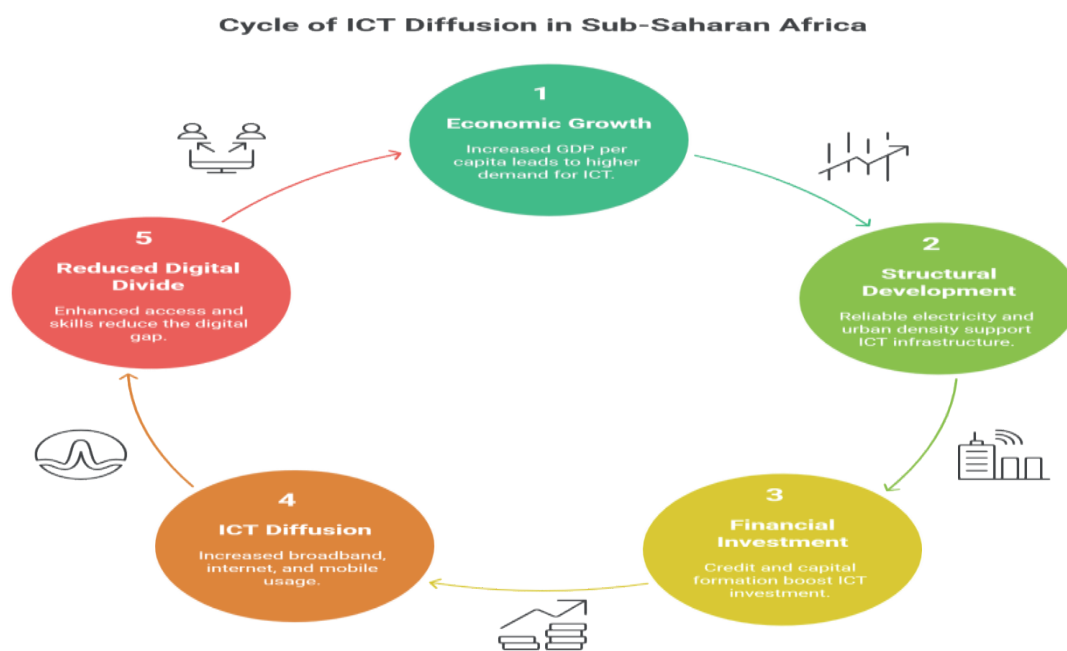 Cycle of ICT Diffusion in Sub-Saharan Africa
1
Economic Growth
Increased GDP per
capita leads to higher
demand for ICT.
2
Structural
Development
Reliable electricity and
urban density support
ICT infrastructure.
3
Financial
Investment
Credit and capital
formation boost ICT
investment.
4
ICT Diffusion
Increased broadband,
internet, and mobile
usage.
5
Reduced Digital
Divide
Enhanced access and
skills reduce the digital
gap.